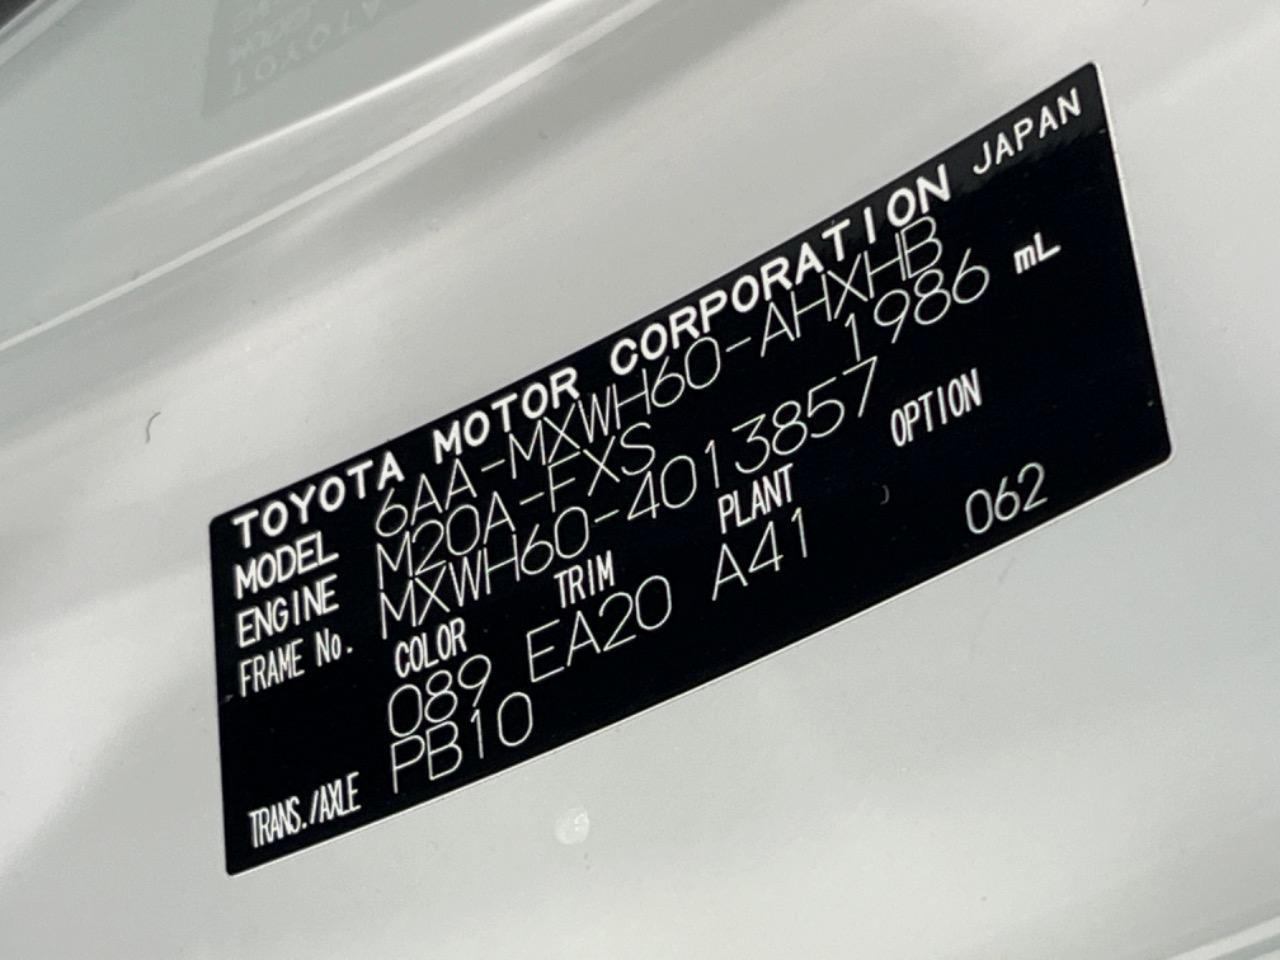 TOYOTA MOTOR CORPORATION JAPAN
MODEL 6AA-MXWH60-AHXHB
ENGINE M20A-FXS 1986 mL
FRAME No. MXWH60-4013857
COLOR TRIM PLANT OPTION
089 EA20 A41 062
TRANS./AXLE PB10